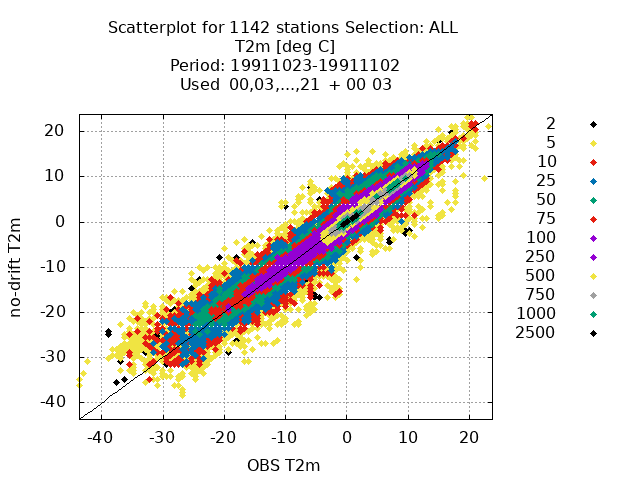 Scatterplot for 1142 stations Selection: ALL
T2m [deg C]
Period: 19911023-19911102
Used 00,03,...,21 + 00 03
20
10
0
-10
-20
-30
-40
no-drift T2m
-40 -30 -20 -10 0 10 20
OBS T2m
2
5
10
25
50
75
100
250
500
750
1000
2500